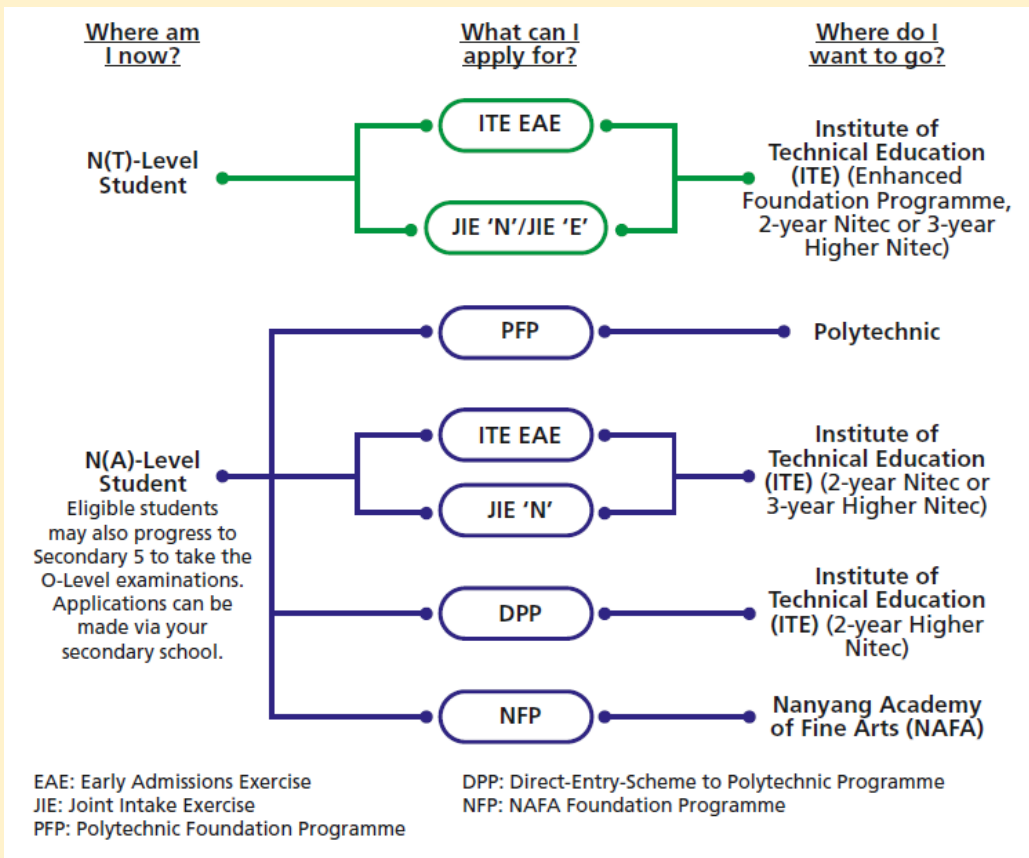 Where am
I now?
What can I
apply for?
Where do I
want to go?
N(T)-Level
Student
ITE EAE
JIE ‘N’/JIE ‘E’
Institute of
Technical Education
(ITE) (Enhanced
Foundation Programme,
2-year Nitec or 3-year
Higher Nitec)
N(A)-Level
Student
Eligible students
may also progress to
Secondary 5 to take the
O-Level examinations.
Applications can be
made via your
secondary school.
PFP
Polytechnic
ITE EAE
JIE ‘N’
Institute of
Technical Education
(ITE) (2-year Nitec or
3-year Higher Nitec)
DPP
Institute of
Technical Education
(ITE) (2-year Higher
Nitec)
NFP
Nanyang Academy
of Fine Arts (NAFA)
EAE: Early Admissions Exercise
JIE: Joint Intake Exercise
PFP: Polytechnic Foundation Programme
DPP: Direct-Entry-Scheme to Polytechnic Programme
NFP: NAFA Foundation Programme